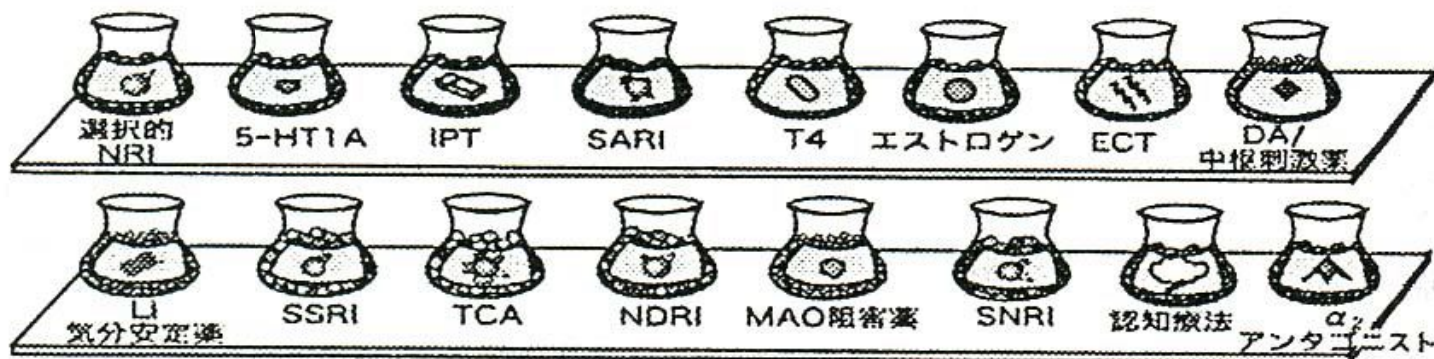 選択的
NRI
5-HT1A
IPT
SARI
T4
エストロゲン
ECT
DA/
中枢刺激薬
LI
気分安定薬
SSRI
TCA
NDRI
MAO阻害薬
SNRI
認知療法
α₂
アンタゴニスト